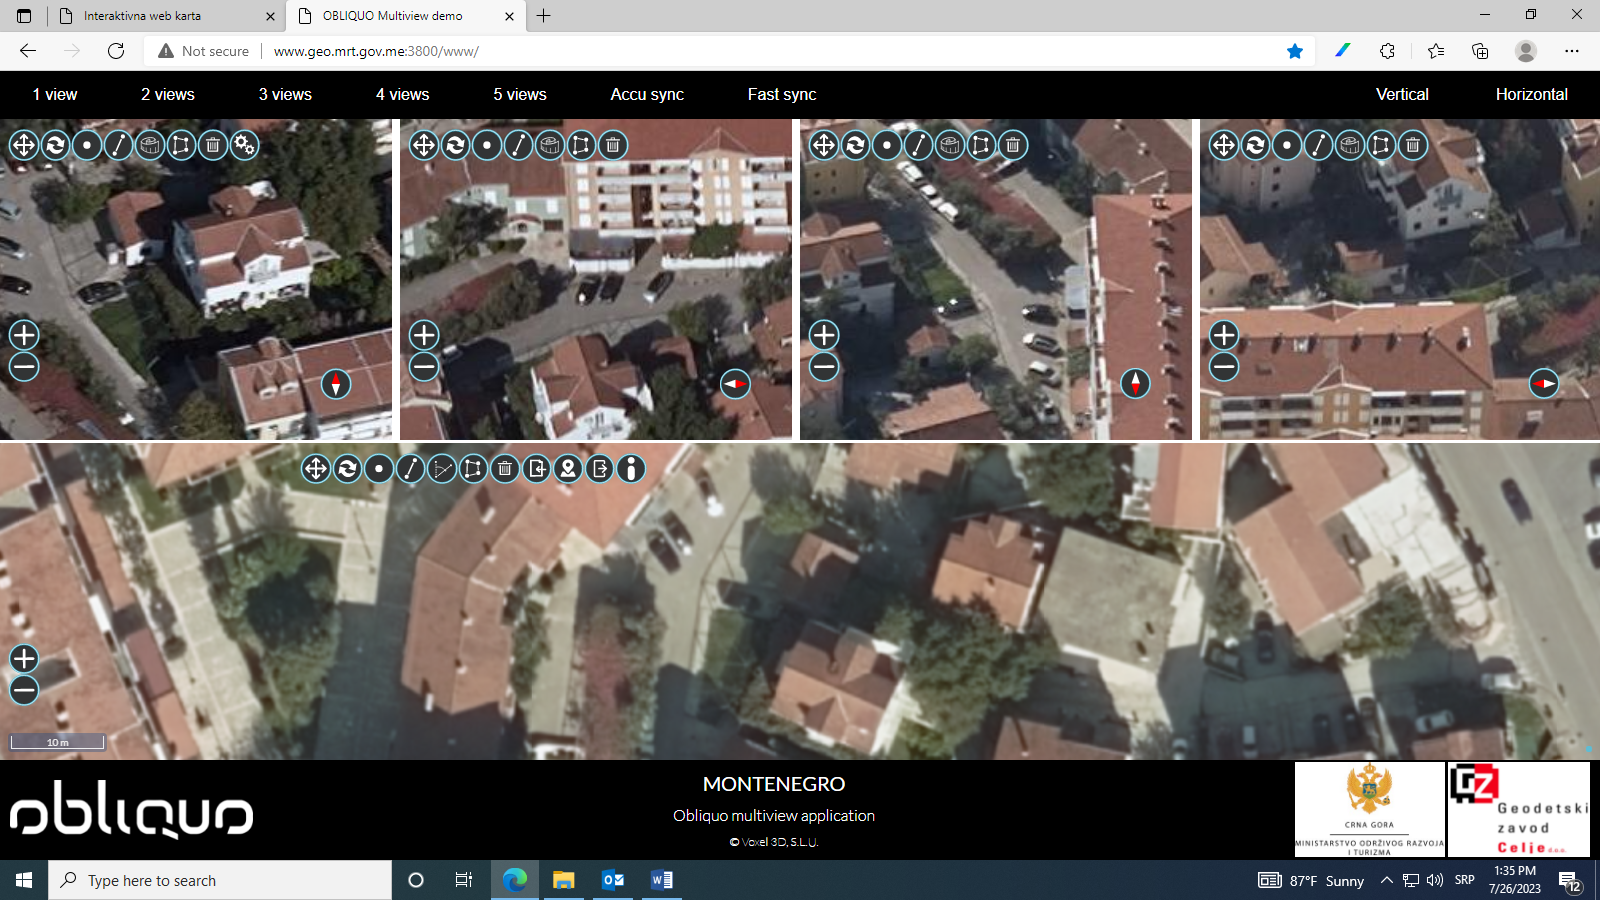 Interaktivna web karta
OBLIQUO Multiview demo
Not secure
www.geo.mrt.gov.me:3800/www/
1 view
2 views
3 views
4 views
5 views
Accu sync
Fast sync
Vertical
Horizontal
10 m
obliquo
MONTENEGRO
Obliquo multiview application
© Voxel 3D, S.L.U.
CRNA GORA
MINISTARSTVO ODRŽIVOG RAZVOJA
I TURIZMA
GZ
Geodetski
zavod
Celje d.o.o.
Type here to search
87°F Sunny
SRP
1:35 PM
7/26/2023
12